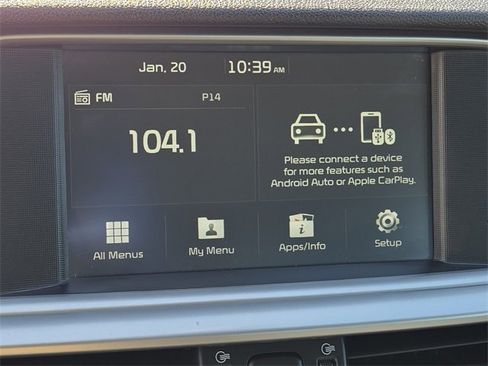 Jan, 20 10:39 AM
FM P14
104.1
Please connect a device
for more features such as
Android Auto or Apple CarPlay.
All Menus My Menu Apps/Info Setup